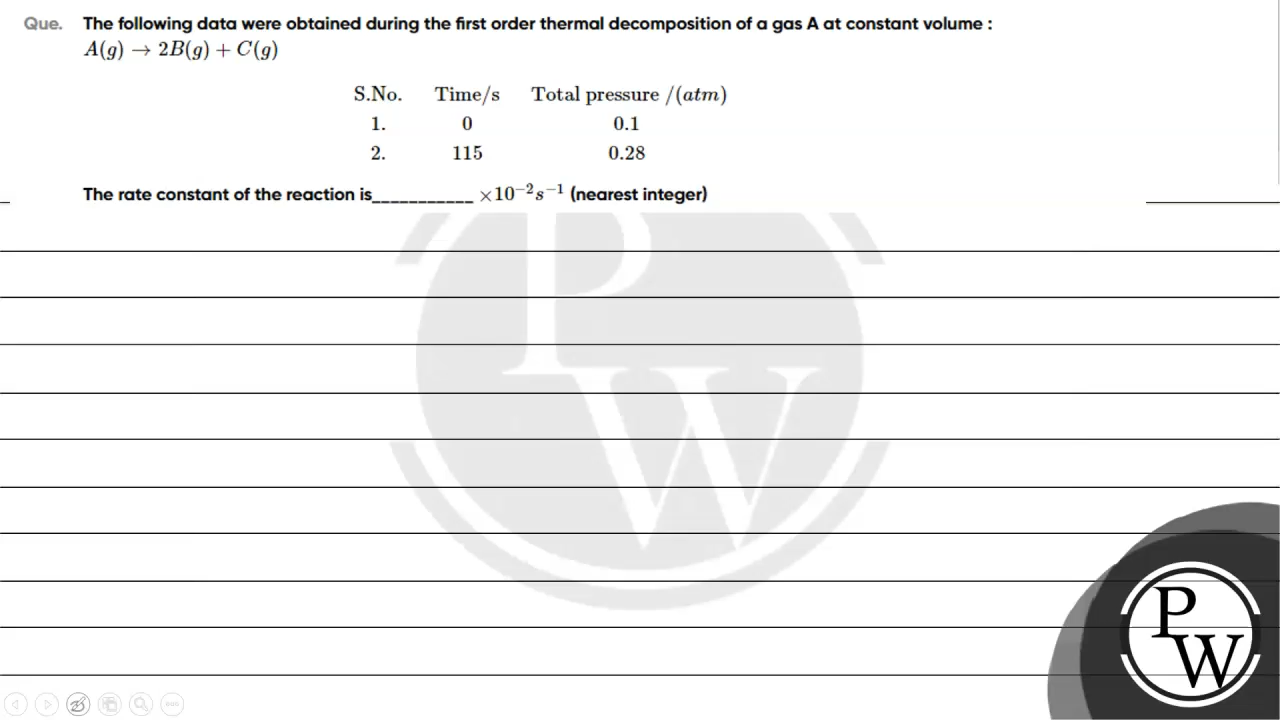 Que. The following data were obtained during the first order thermal decomposition of a gas A at constant volume :
A(g) → 2B(g) + C(g)
S.No. Time/s Total pressure /(atm)
1. 0 0.1
2. 115 0.28
The rate constant of the reaction is___________ ×10⁻²s⁻¹ (nearest integer)
P
W
P
W